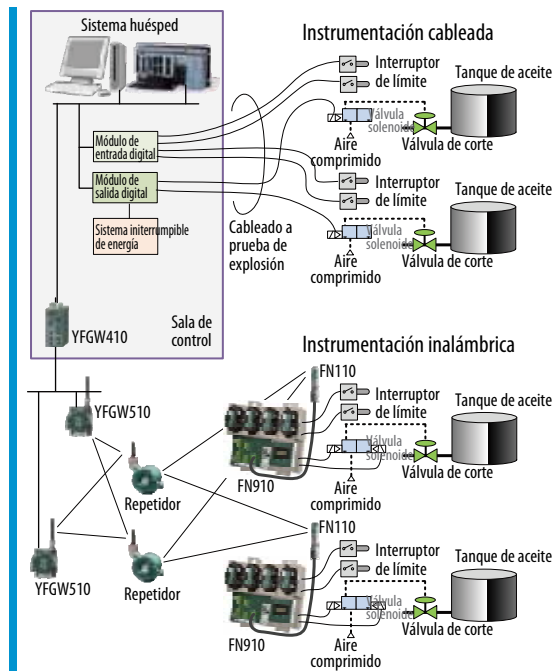 Sistema huésped
Instrumentación cableada
Interruptor
de límite
Tanque de aceite
Válvula
solenoide
Aire
comprimido
Válvula de corte
Módulo de
entrada digital
Módulo de
salida digital
Sistema ininterrumpible
de energía
Cableado a
prueba de
explosión
Interruptor
de límite
Tanque de aceite
Válvula
solenoide
Aire
comprimido
Válvula de corte
YFGW410
Sala de
control
Instrumentación inalámbrica
FN110
Interruptor
de límite
Tanque de aceite
Válvula
solenoide
Aire
comprimido
Válvula de corte
YFGW510
Repetidor
FN910
FN110
Interruptor
de límite
Tanque de aceite
Válvula
solenoide
Aire
comprimido
Válvula de corte
YFGW510
Repetidor
FN910